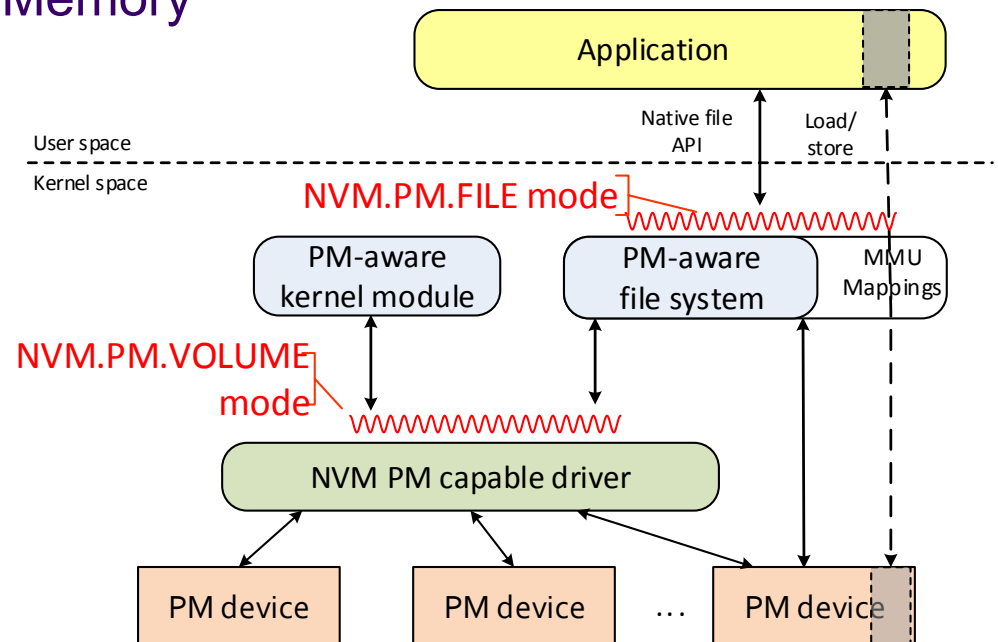 Memory
Application
Native file
API
Load/
store
User space
Kernel space
NVM.PM.FILE mode
PM-aware
kernel module
PM-aware
file system
MMU
Mappings
NVM.PM.VOLUME
mode
NVM PM capable driver
PM device
PM device
...
PM device